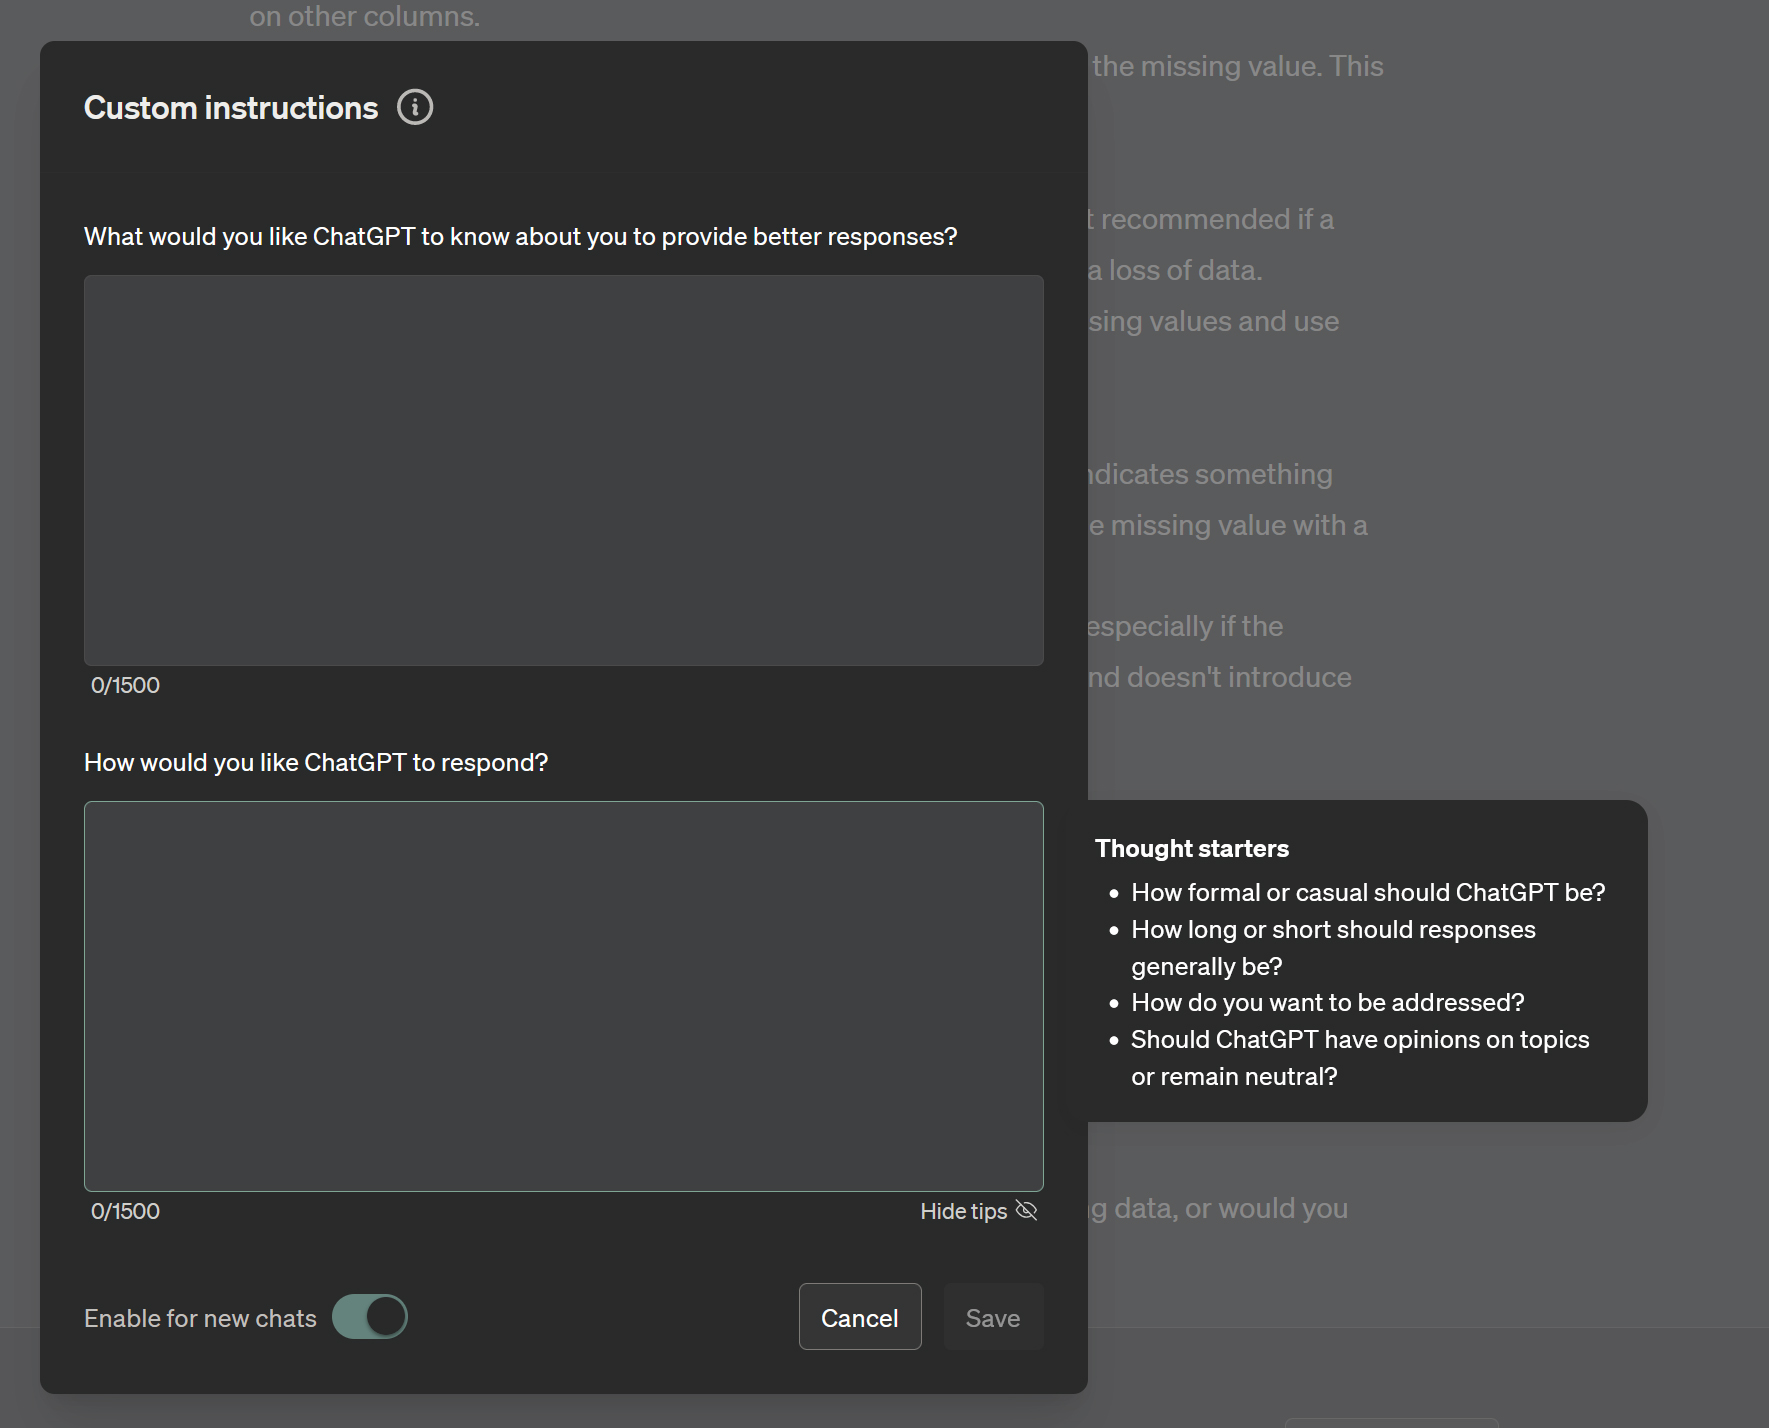 on other columns.
the missing value. This
Custom instructions
recommended if a
What would you like ChatGPT to know about you to provide better responses?
a loss of data.
values and use
something
missing value with a
especially if the
0/1500
doesn't introduce
How would you like ChatGPT to respond?
Thought starters
• How formal or casual should ChatGPT be?
• How long or short should responses
generally be?
• How do you want to be addressed?
• Should ChatGPT have opinions on topics
or remain neutral?
0/1500
Hide tips
data, or would you
Enable for new chats
Cancel
Save